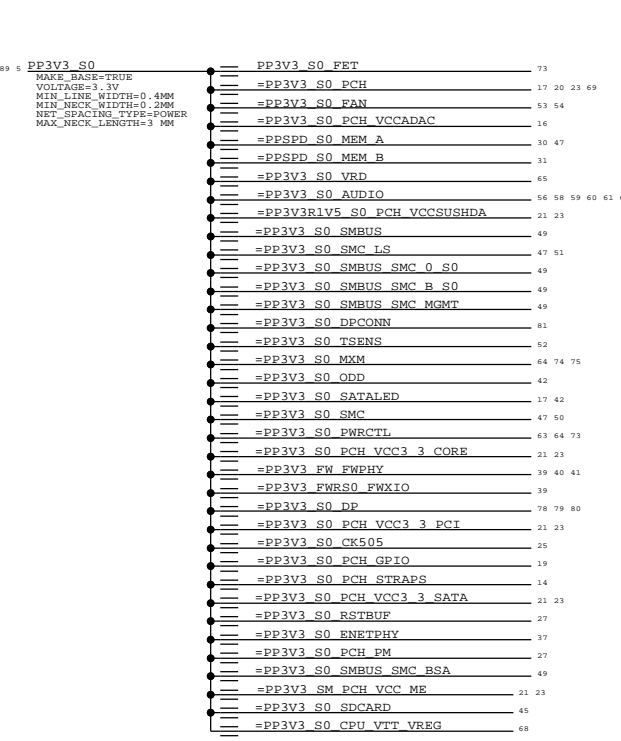 89 5 PP3V3_S0
MAKE_BASE=TRUE
VOLTAGE=3.3V
MIN_LINE_WIDTH=0.4MM
MIN_NECK_WIDTH=0.2MM
NET_SPACING_TYPE=POWER
MAX_NECK_LENGTH=3 MM
PP3V3_S0_FET 73
=PP3V3_S0_PCH 17 20 23 69
=PP3V3_S0_FAN 53 54
=PP3V3_S0_PCH_VCCADAC 16
=PPSPD_S0_MEM_A 30 47
=PPSPD_S0_MEM_B 31
=PP3V3_S0_VRD 65
=PP3V3_S0_AUDIO 56 58 59 60 61
=PP3V3R1V5_S0_PCH_VCCSUSHDA 21 23
=PP3V3_S0_SMBUS 49
=PP3V3_S0_SMC_LS 47 51
=PP3V3_S0_SMBUS_SMC_0_S0 49
=PP3V3_S0_SMBUS_SMC_B_S0 49
=PP3V3_S0_SMBUS_SMC_MGMT 49
=PP3V3_S0_DPCONN 81
=PP3V3_S0_TSENS 52
=PP3V3_S0_MXM 64 74 75
=PP3V3_S0_ODD 42
=PP3V3_S0_SATALED 17 42
=PP3V3_S0_SMC 47 50
=PP3V3_S0_PWRCTL 63 64 73
=PP3V3_S0_PCH_VCC3_3_CORE 21 23
=PP3V3_FW_FWPHY 39 40 41
=PP3V3_FWRS0_FWXIO 39
=PP3V3_S0_DP 78 79 80
=PP3V3_S0_PCH_VCC3_3_PCI 21 23
=PP3V3_S0_CK505 25
=PP3V3_S0_PCH_GPIO 19
=PP3V3_S0_PCH_STRAPS 14
=PP3V3_S0_PCH_VCC3_3_SATA 21 23
=PP3V3_S0_RSTBUF 27
=PP3V3_S0_ENETPHY 37
=PP3V3_S0_PCH_PM 27
=PP3V3_S0_SMBUS_SMC_BSA 49
=PP3V3_SM_PCH_VCC_ME 21 23
=PP3V3_S0_SDCARD 45
=PP3V3_S0_CPU_VTT_VREG 68